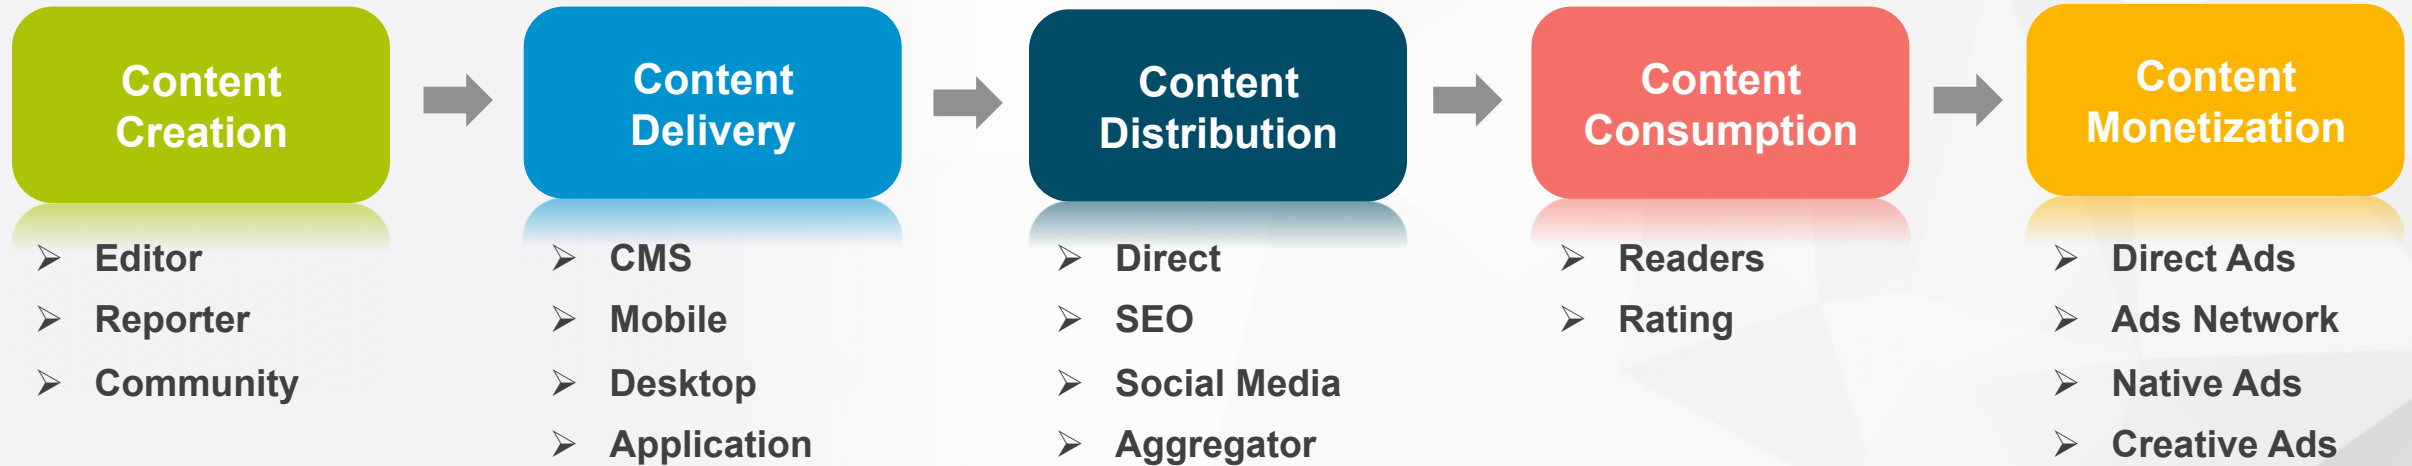 Content
Creation
Editor
Reporter
Community
Content
Delivery
CMS
Mobile
Desktop
Application
Content
Distribution
Direct
SEO
Social Media
Aggregator
Content
Consumption
Readers
Rating
Content
Monetization
Direct Ads
Ads Network
Native Ads
Creative Ads